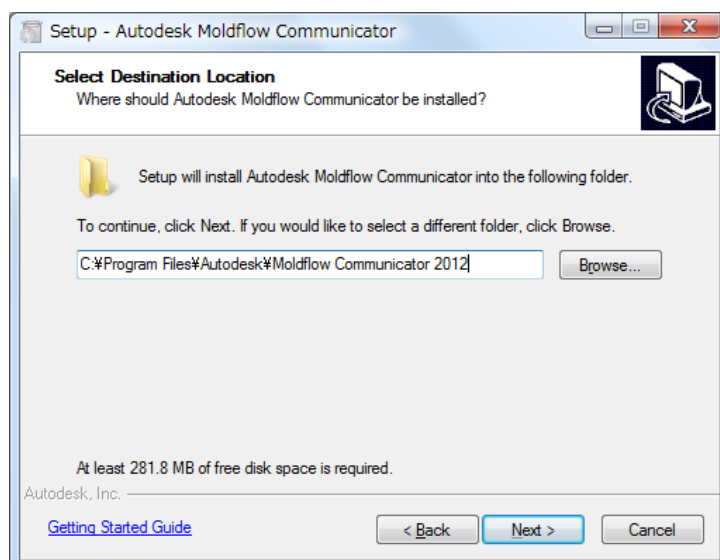 Setup - Autodesk Moldflow Communicator
Select Destination Location
Where should Autodesk Moldflow Communicator be installed?
Setup will install Autodesk Moldflow Communicator into the following folder.
To continue, click Next. If you would like to select a different folder, click Browse.
C:¥Program Files¥Autodesk¥Moldflow Communicator 2012
Browse...
At least 281.8 MB of free disk space is required.
Autodesk, Inc.
Getting Started Guide
< Back
Next >
Cancel